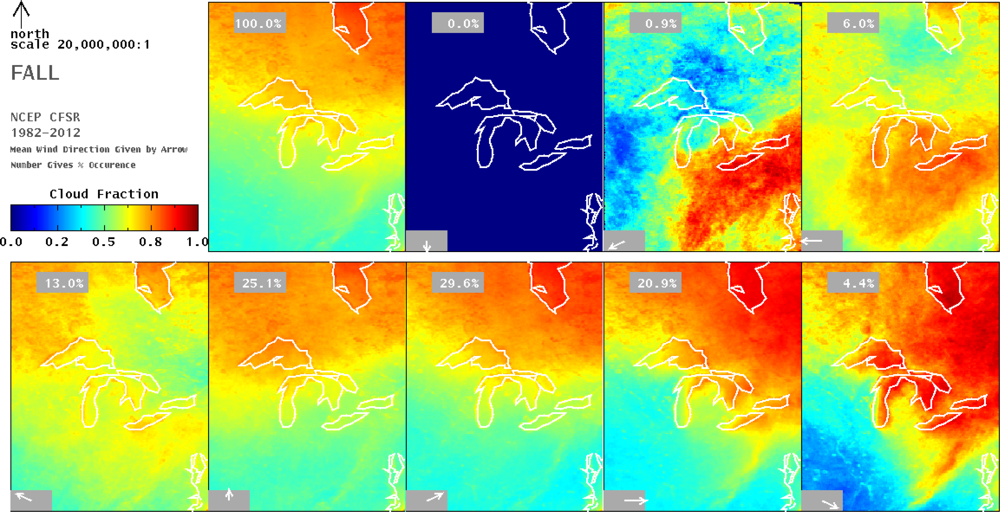 north
scale 20,000,000:1
FALL
NCEP CFSR
1982-2012
Mean Wind Direction Given by Arrow
Number Gives % Occurence
Cloud Fraction
0.0 0.2 0.5 0.8 1.0
100.0% 0.0% 0.9% 6.0%
13.0% 25.1% 29.6% 20.9% 4.4%